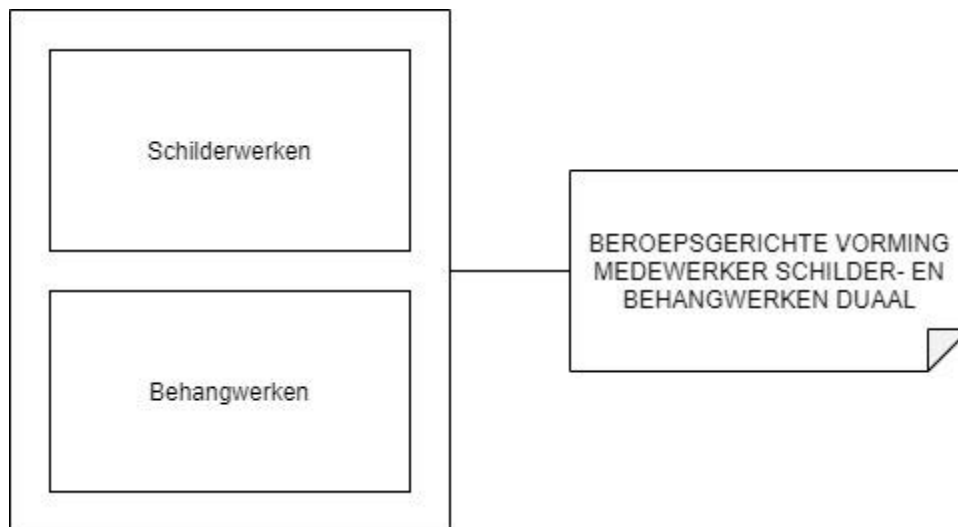 Schilderwerken
Behangwerken
BEROEPSGERICHTE VORMING
MEDEWERKER SCHILDER- EN
BEHANGWERKEN DUAAL